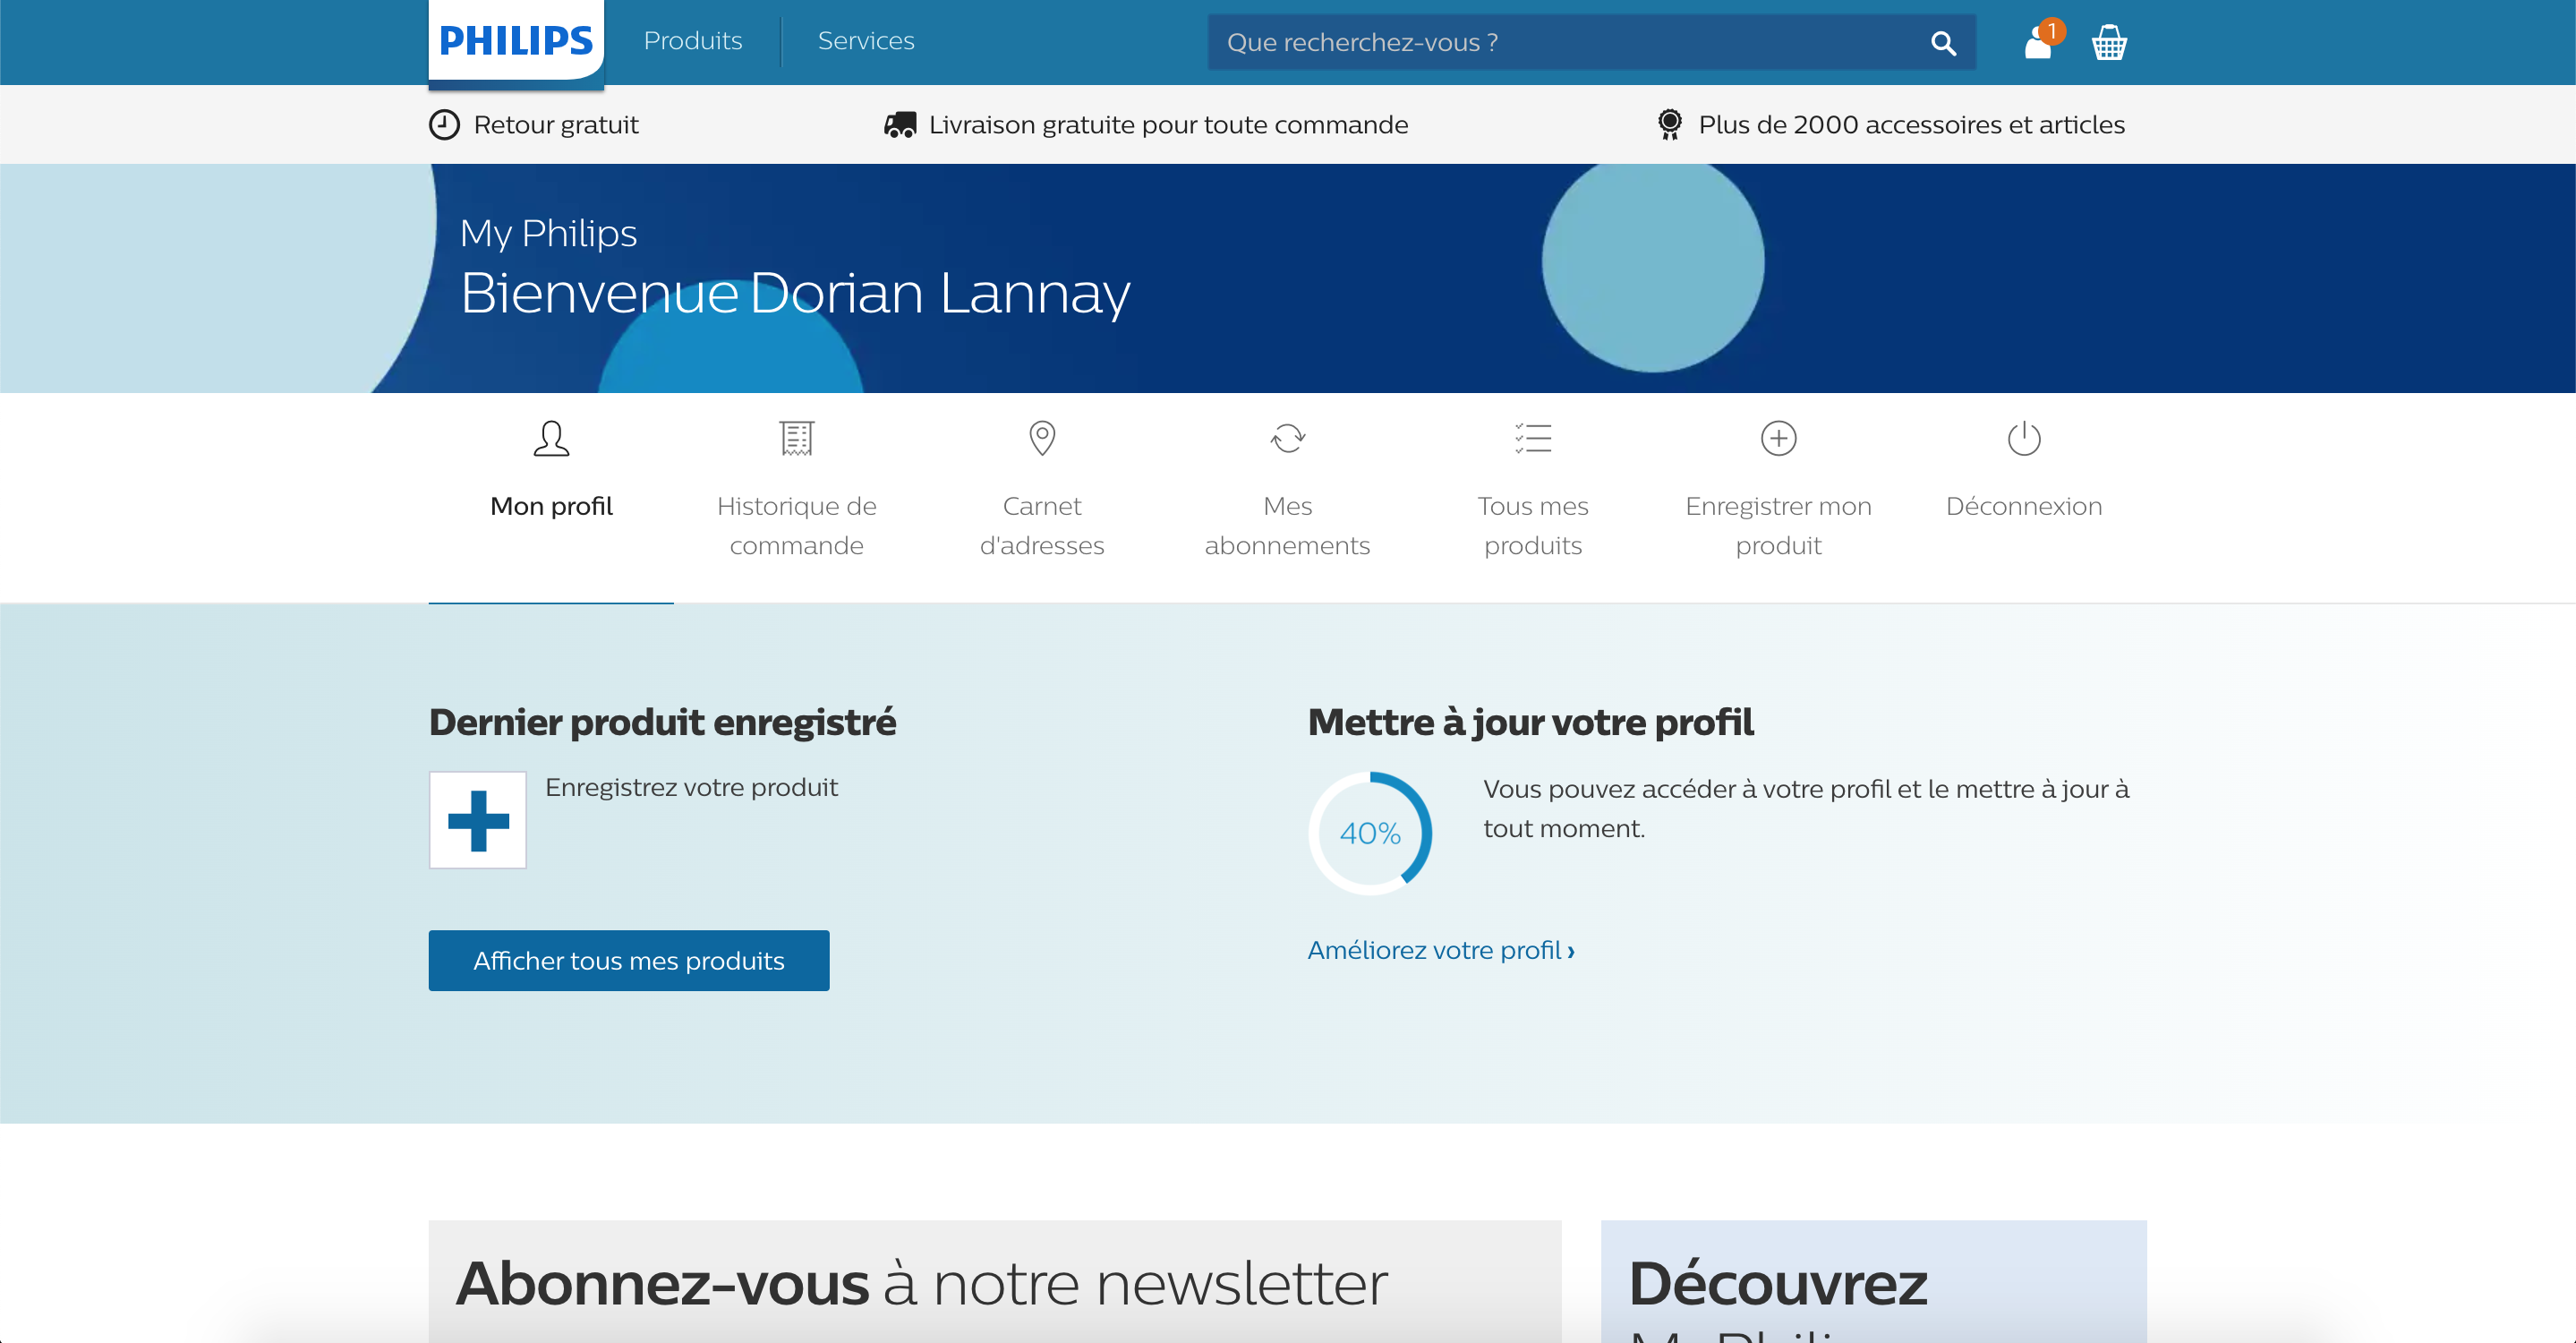 PHILIPS
Produits
Services
Que recherchez-vous ?
1
Retour gratuit
Livraison gratuite pour toute commande
Plus de 2000 accessoires et articles
My Philips
Bienvenue Dorian Lannay
Mon profil
Historique de
commande
Carnet
d'adresses
Mes
abonnements
Tous mes
produits
Enregistrer mon
produit
Déconnexion
Dernier produit enregistré
Enregistrez votre produit
Afficher tous mes produits
Mettre à jour votre profil
40%
Vous pouvez accéder à votre profil et le mettre à jour à
tout moment.
Améliorez votre profil ›
Abonnez-vous à notre newsletter
Découvrez